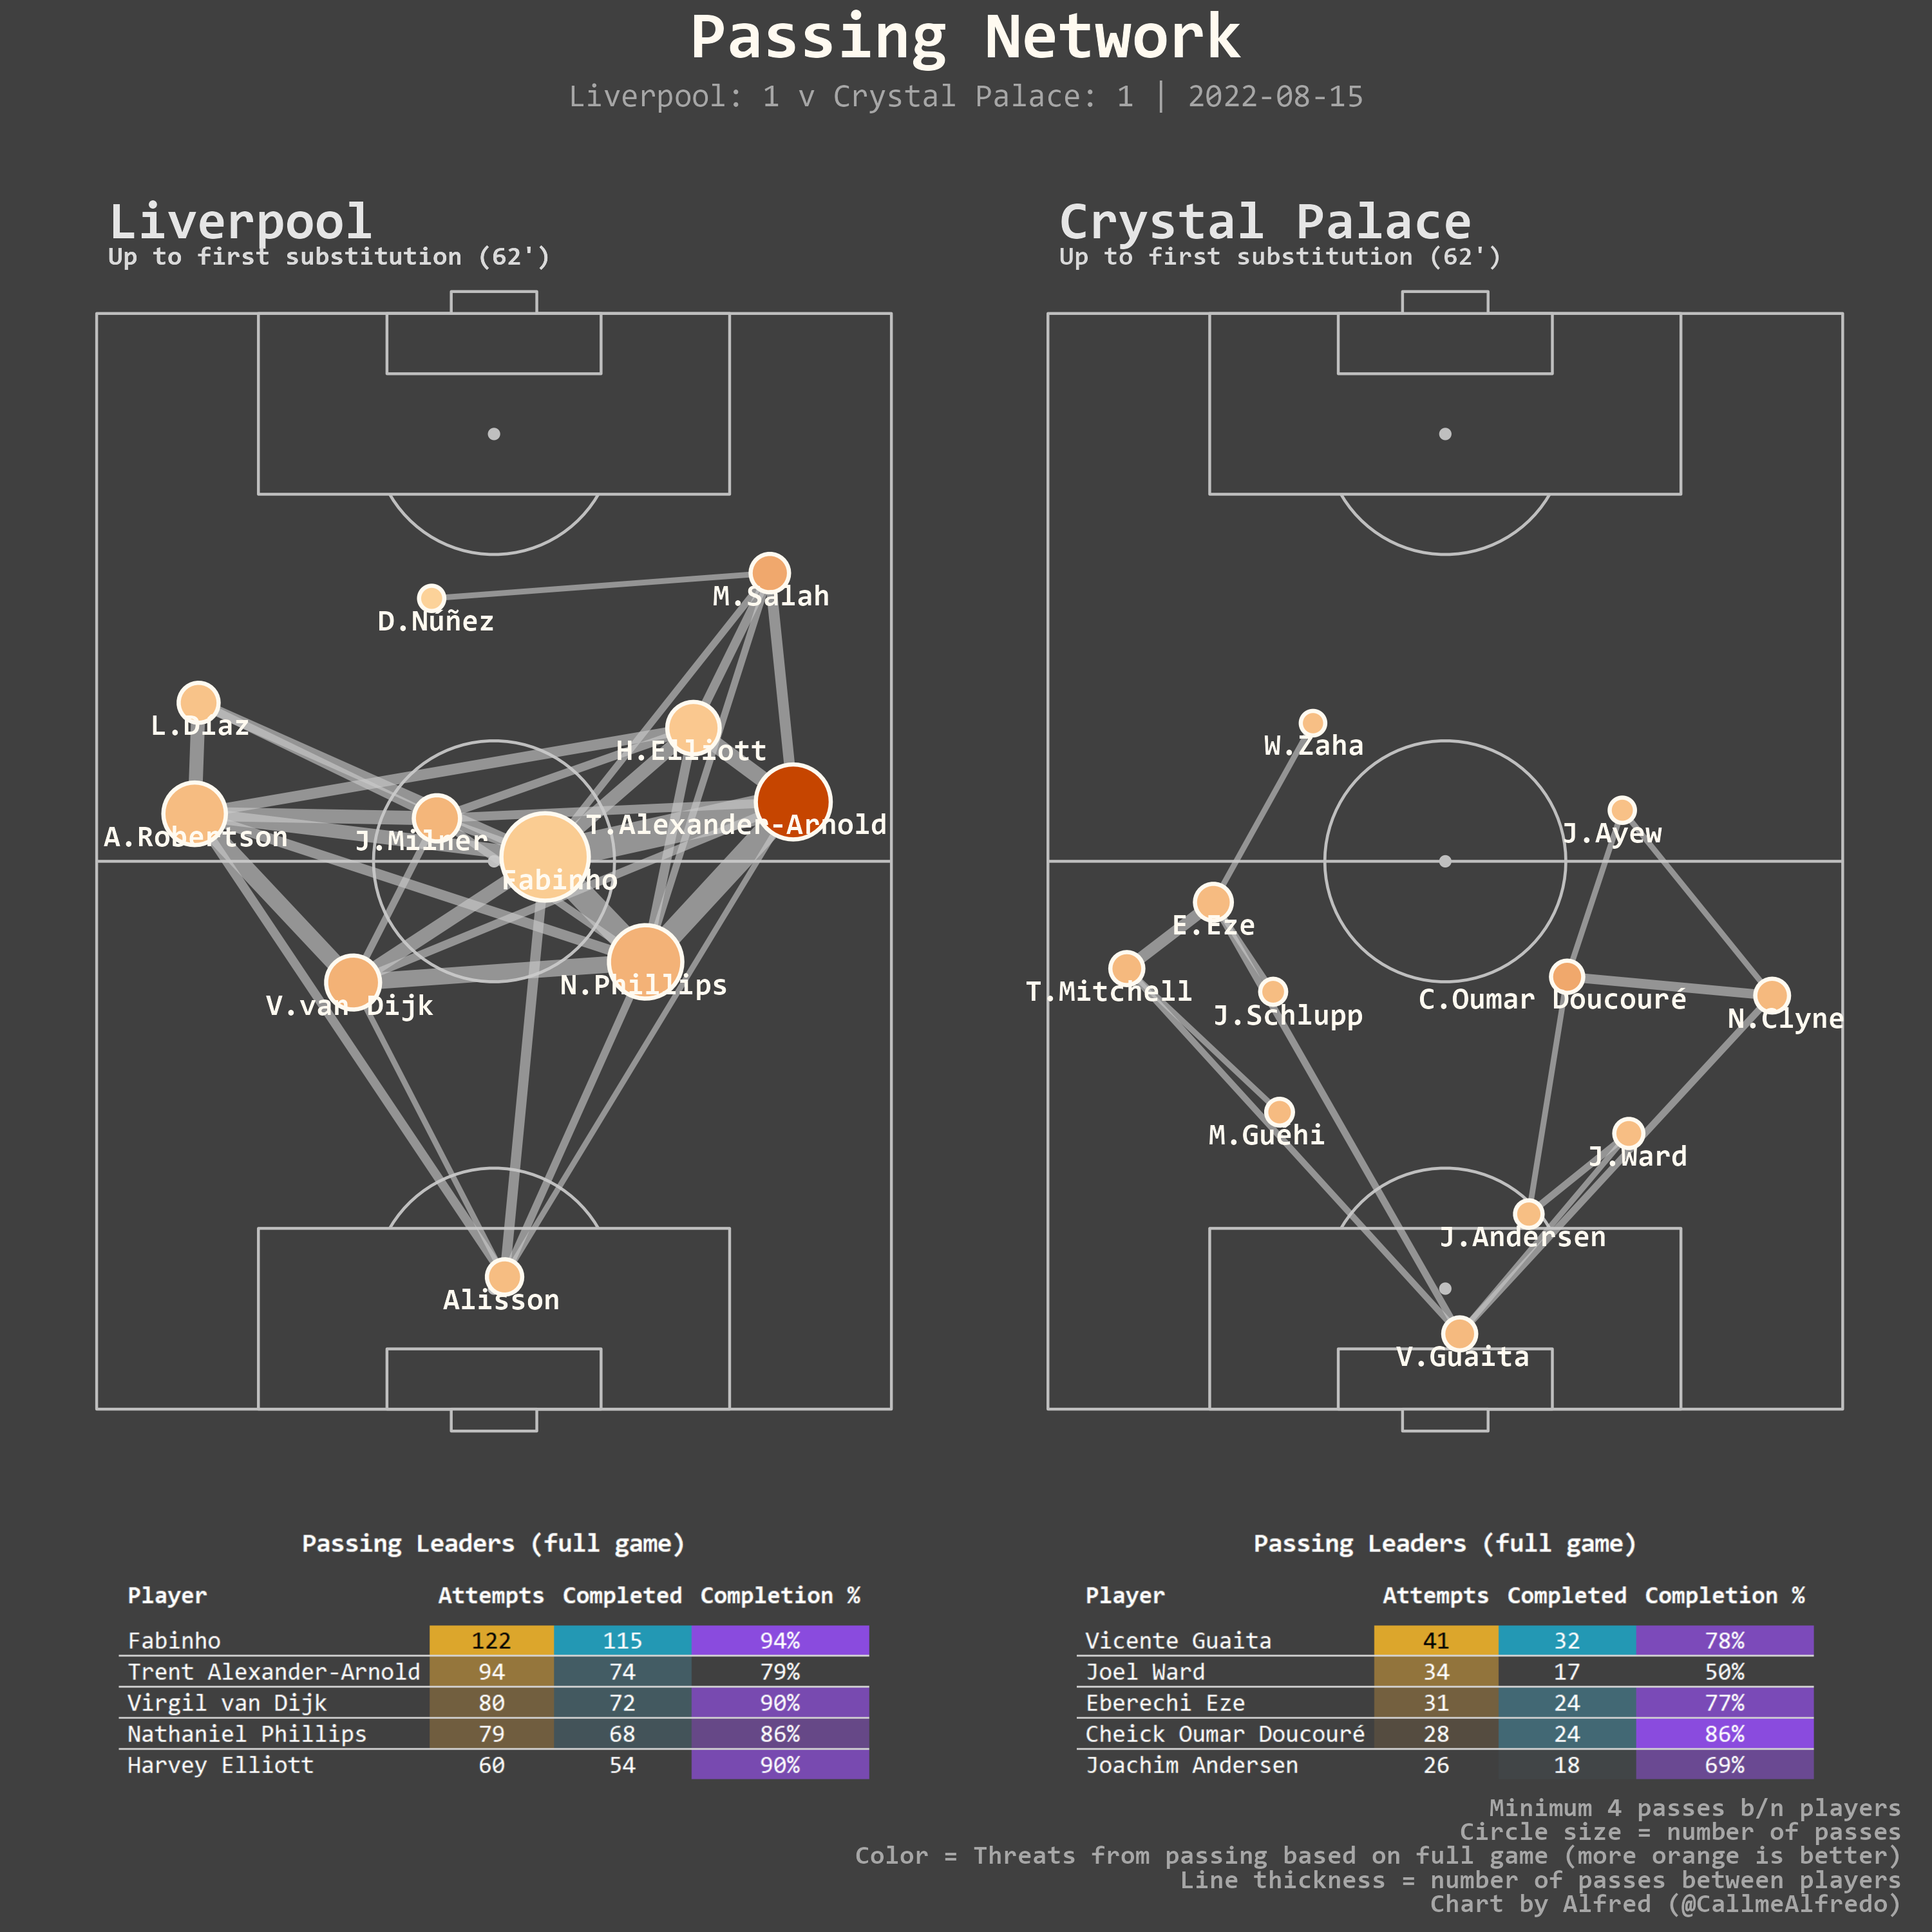 Passing Network
Liverpool: 1 v Crystal Palace: 1 | 2022-08-15
Liverpool
Up to first substitution (62')
D.Núñez
M.Salah
L.Díaz
H.Elliott
A.Robertson
J.Milner
T.Alexander-Arnold
Fabinho
V.van Dijk
N.Phillips
Alisson
Crystal Palace
Up to first substitution (62')
W.Zaha
J.Ayew
E.Eze
T.Mitchell
J.Schlupp
C.Oumar Doucouré
N.Clyne
M.Guéhi
J.Ward
J.Andersen
V.Guaita
Passing Leaders (full game)
Player Attempts Completed Completion %
Fabinho 122 115 94%
Trent Alexander-Arnold 94 74 79%
Virgil van Dijk 80 72 90%
Nathaniel Phillips 79 68 86%
Harvey Elliott 60 54 90%
Passing Leaders (full game)
Player Attempts Completed Completion %
Vicente Guaita 41 32 78%
Joel Ward 34 17 50%
Eberechi Eze 31 24 77%
Cheick Oumar Doucouré 28 24 86%
Joachim Andersen 26 18 69%
Minimum 4 passes b/n players
Circle size = number of passes
Color = Threats from passing based on full game (more orange is better)
Line thickness = number of passes between players
Chart by Alfred (@CallmeAlfredo)